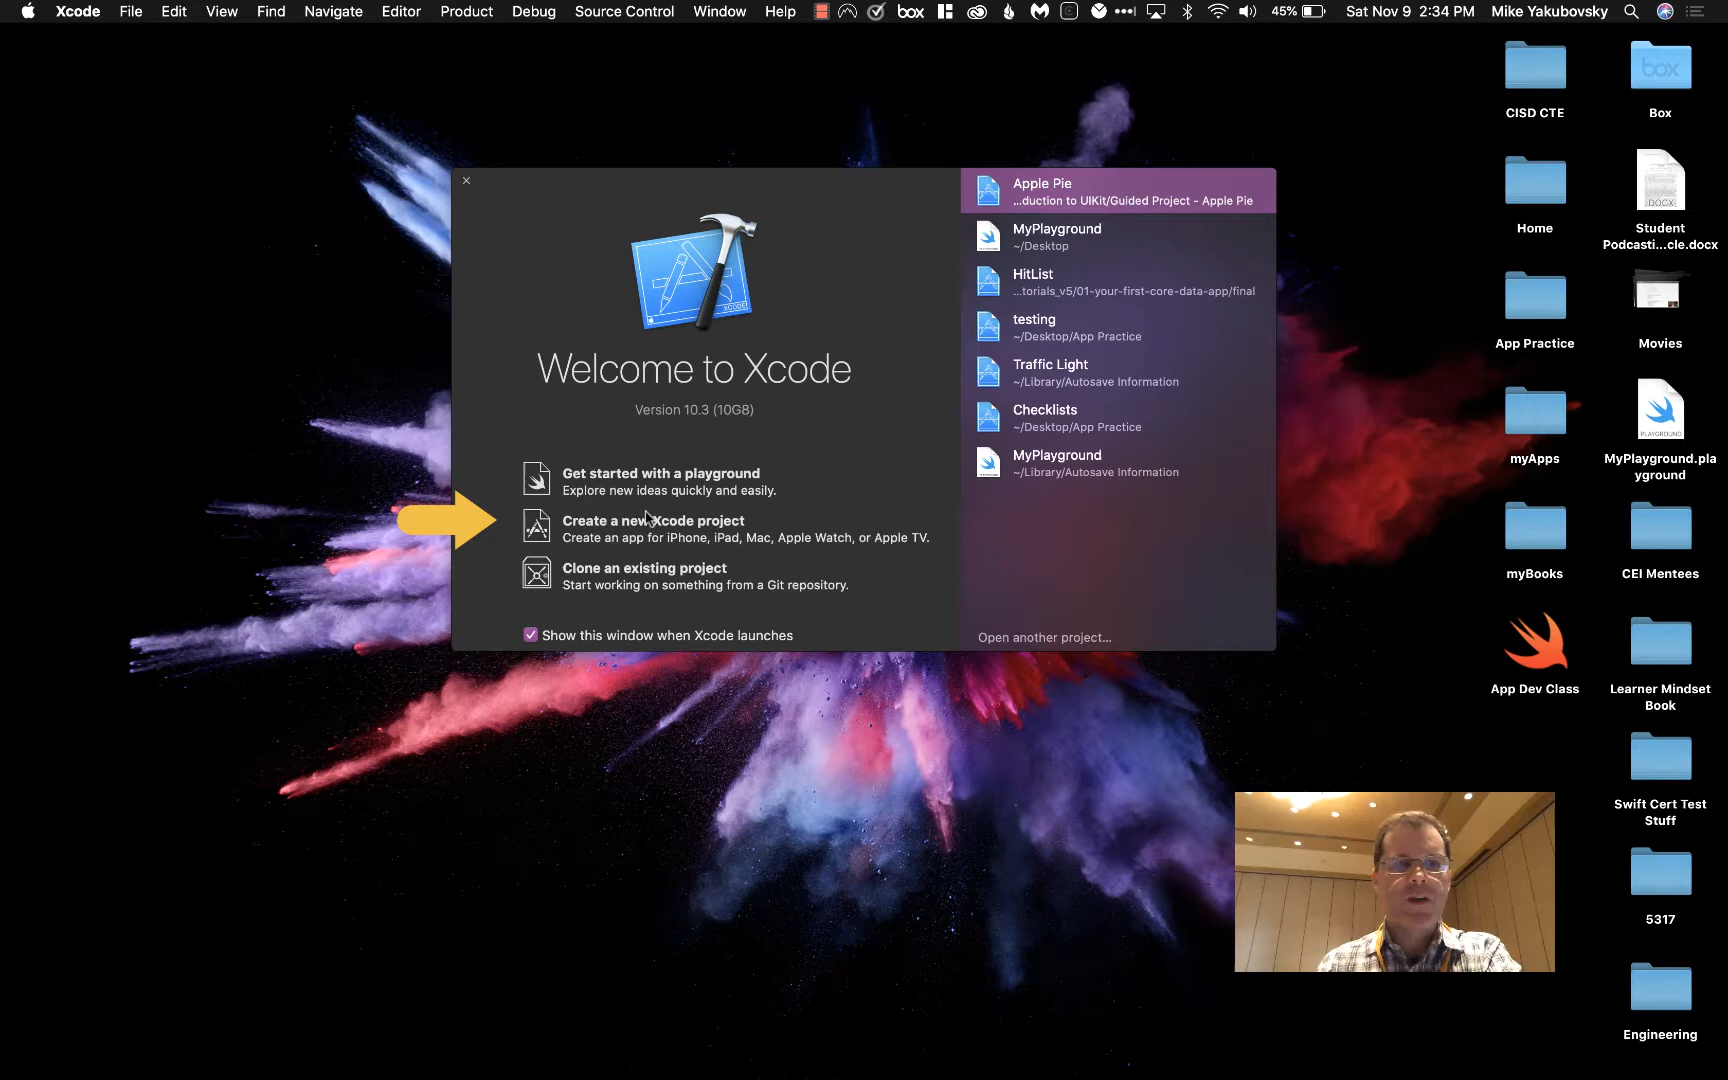 Xcode File Edit View Find Navigate Editor Product Debug Source Control Window Help box 45% Sat Nov 9 2:34 PM Mike Yakubovsky
Welcome to Xcode
Version 10.3 (10G8)
Get started with a playground
Explore new ideas quickly and easily.
Create a new Xcode project
Create an app for iPhone, iPad, Mac, Apple Watch, or Apple TV.
Clone an existing project
Start working on something from a Git repository.
Show this window when Xcode launches
XCODE
Apple Pie
...duction to UIKit/Guided Project - Apple Pie
MyPlayground
~/Desktop
HitList
...torials_v5/01-your-first-core-data-app/final
testing
~/Desktop/App Practice
Traffic Light
~/Library/Autosave Information
Checklists
~/Desktop/App Practice
MyPlayground
~/Library/Autosave Information
Open another project...
CISD CTE
Home
App Practice
myApps
myBooks
App Dev Class
box
Box
DOCX
Student
Podcasti...cle.docx
Movies
PLAYGROUND
MyPlayground.pla
yground
CEI Mentees
Learner Mindset
Book
Swift Cert Test
Stuff
5317
Engineering